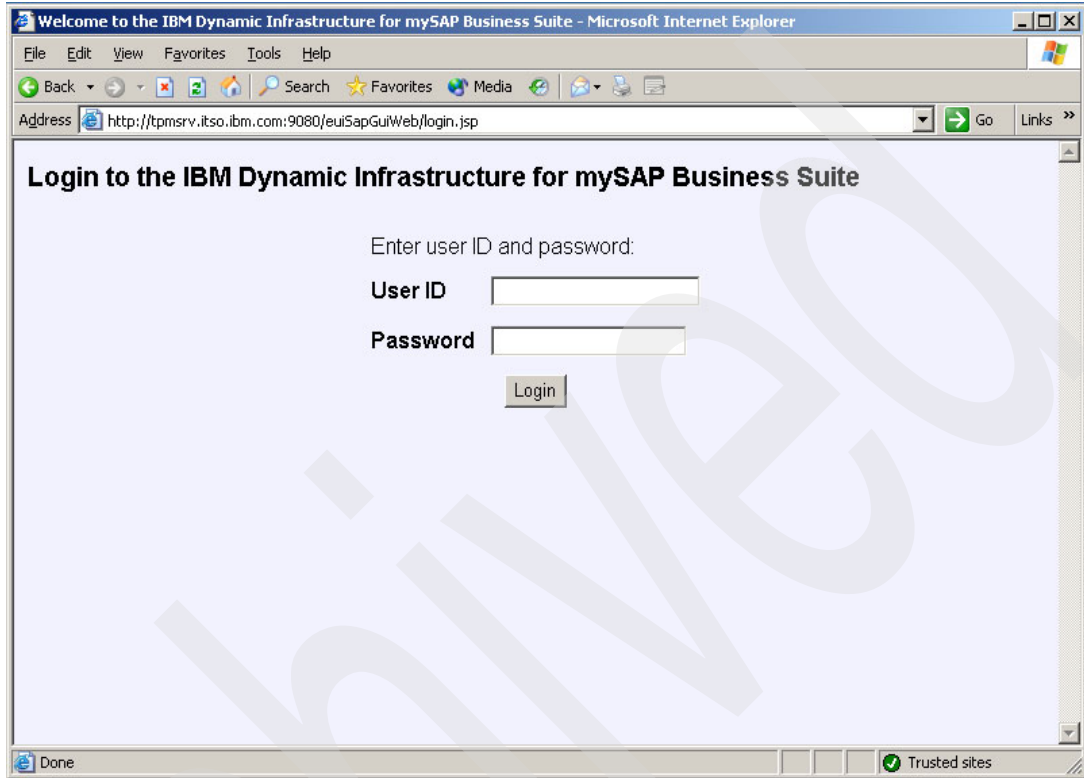 Welcome to the IBM Dynamic Infrastructure for mySAP Business Suite - Microsoft Internet Explorer
File Edit View Favorites Tools Help
Back Search Favorites Media
Address http://tpmsrv.itso.ibm.com:9080/euiSapGuiWeb/login.jsp Go Links »
Login to the IBM Dynamic Infrastructure for mySAP Business Suite
Enter user ID and password:
User ID
Password
Login
hived
Done Trusted sites